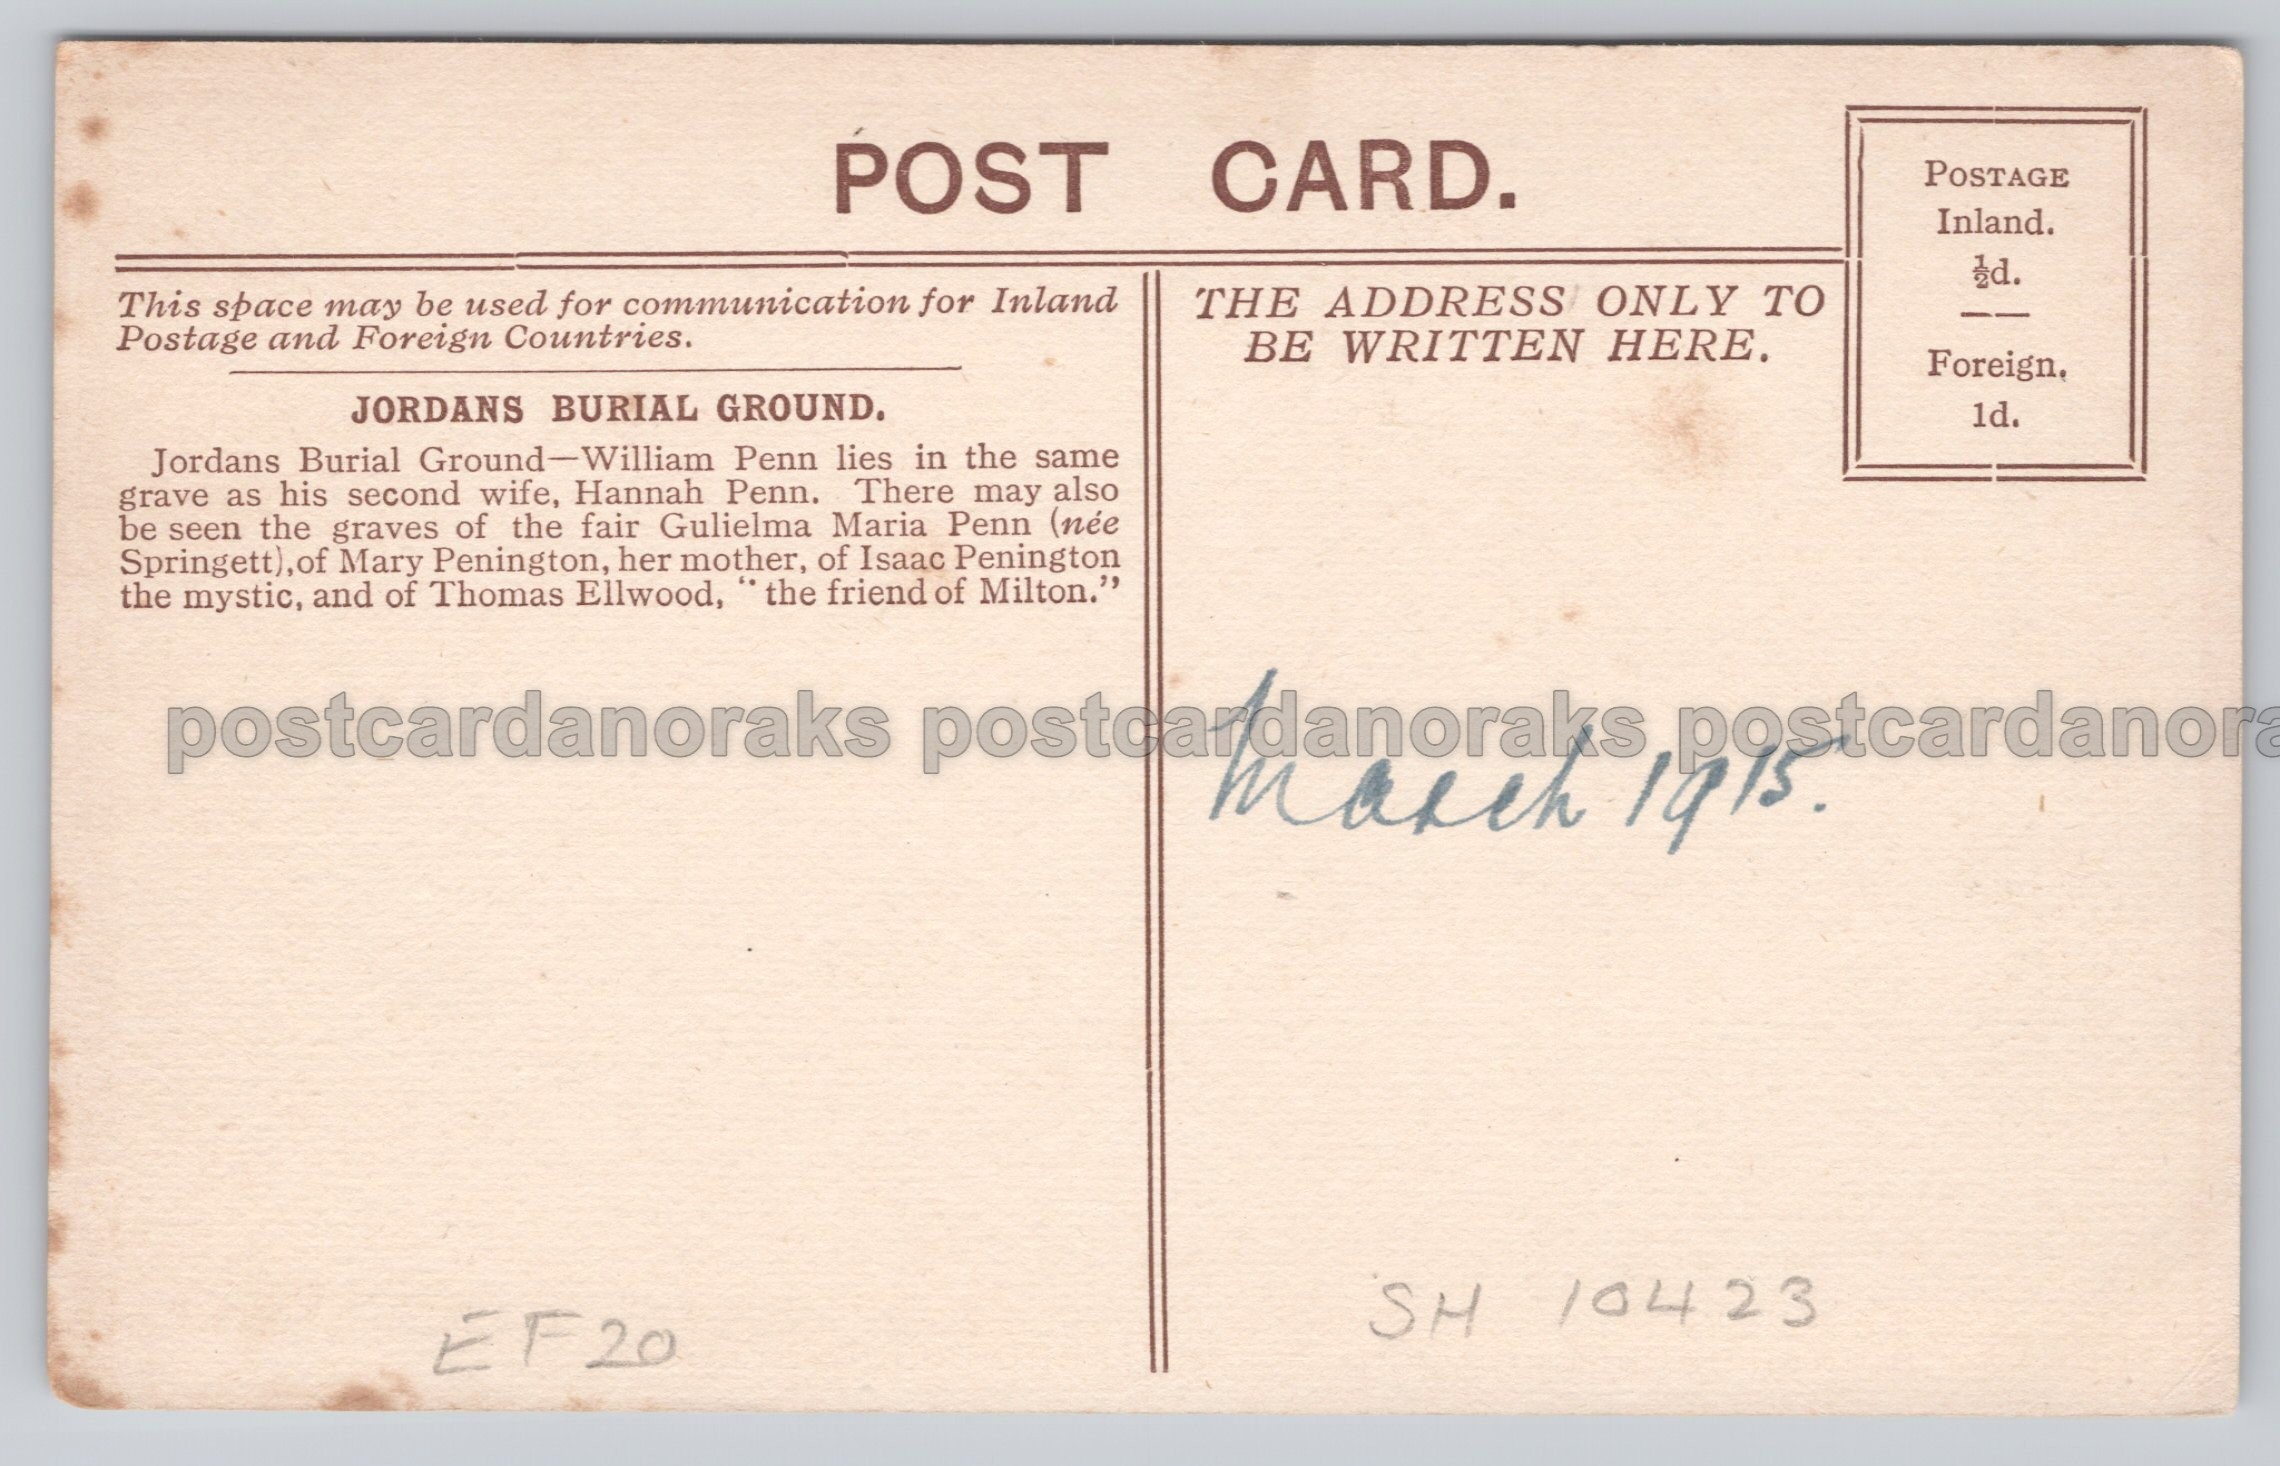 POST CARD.
POSTAGE
Inland.
½d.
Foreign.
1d.
This space may be used for communication for Inland
Postage and Foreign Countries.
JORDANS BURIAL GROUND.
Jordans Burial Ground—William Penn lies in the same
grave as his second wife, Hannah Penn. There may also
be seen the graves of the fair Gulielma Maria Penn (née
Springett), of Mary Penington, her mother, of Isaac Penington
the mystic, and of Thomas Ellwood, "the friend of Milton."
THE ADDRESS ONLY TO
BE WRITTEN HERE.
postcardanoraks postcardanoraks postcardanora
March 1915.
EF20
SH 10423